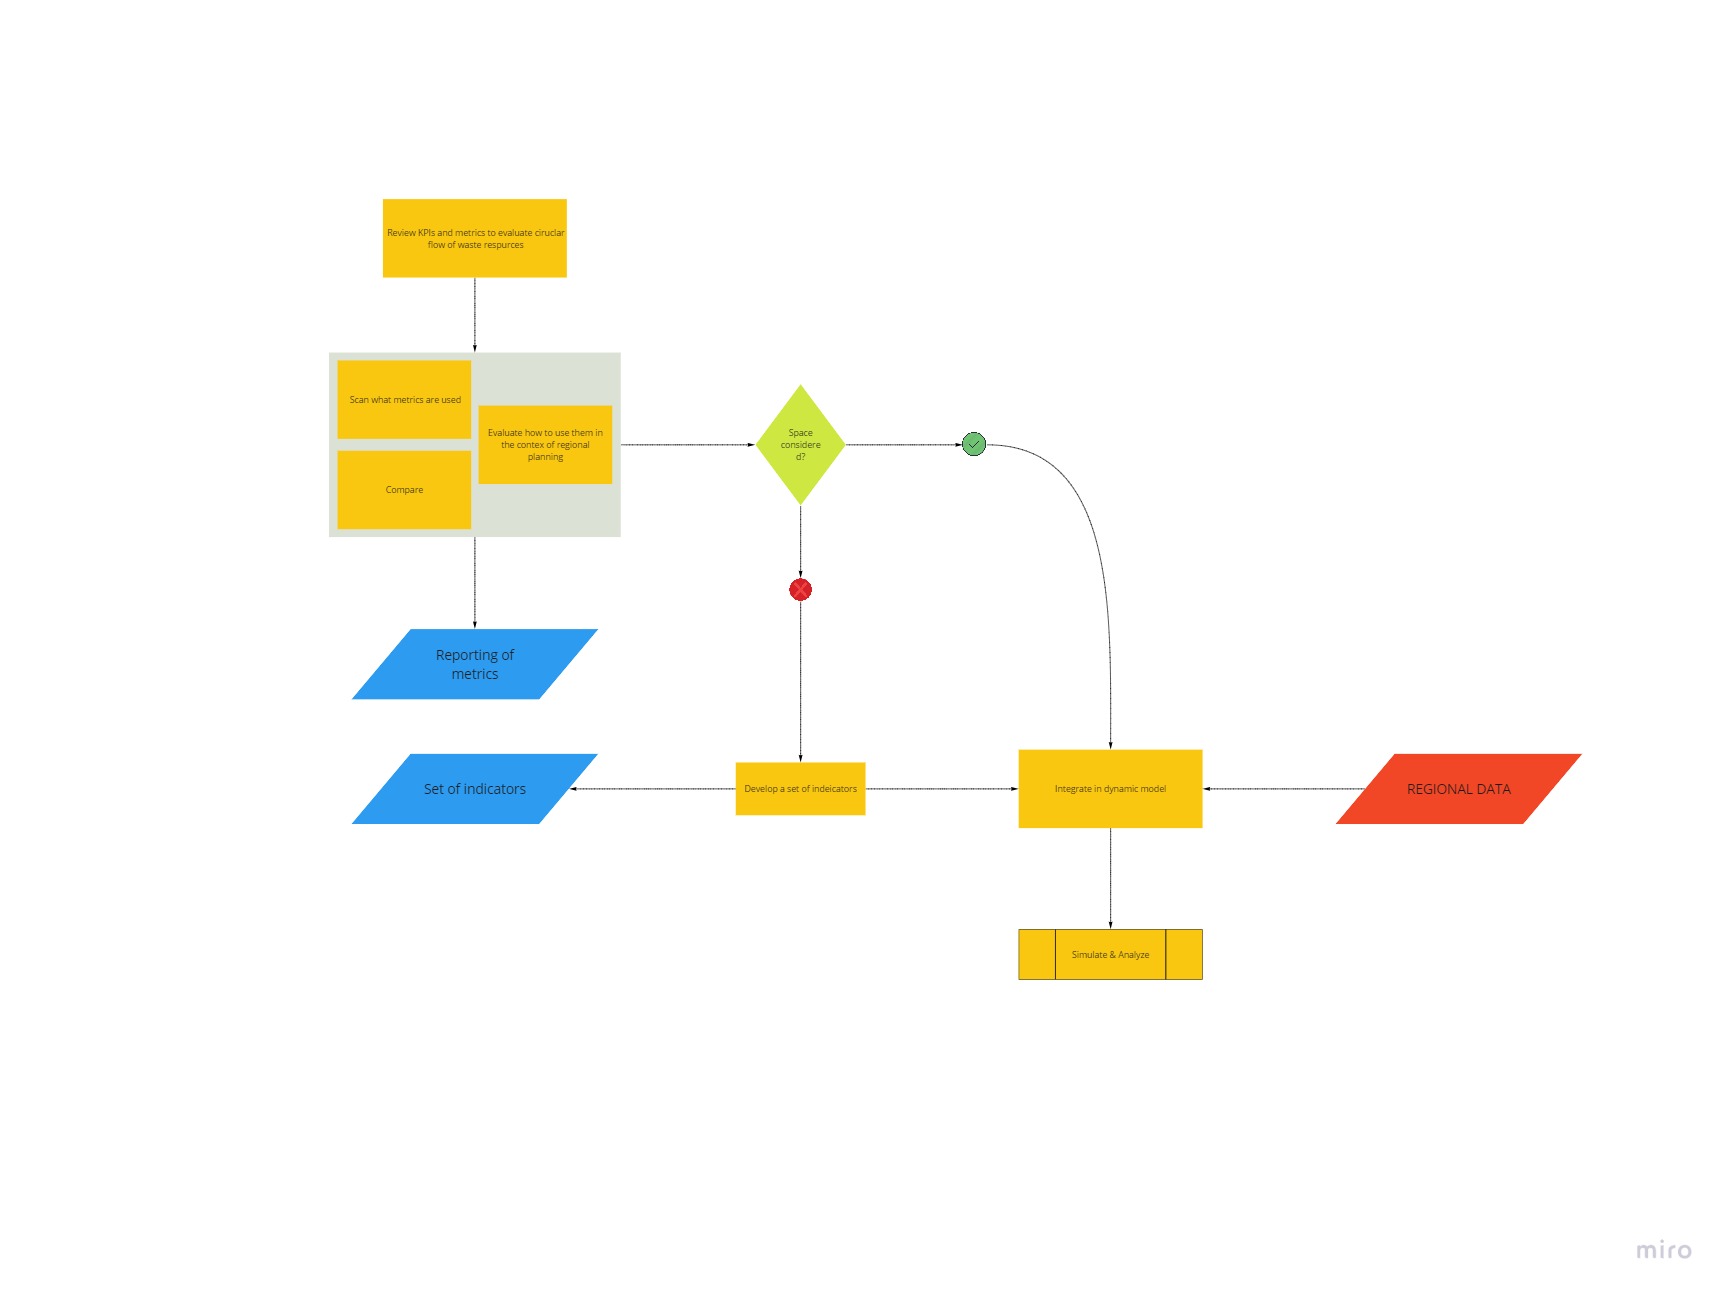 Review KPIs and metrics to evaluate ciruclar
flow of waste respurces
Scan what metrics are used
Evaluate how to use them in
the contex of regional
planning
Compare
Space
considere
d?
Reporting of
metrics
Set of indicators
Develop a set of indeicators
Integrate in dynamic model
REGIONAL DATA
Simulate & Analyze
miro